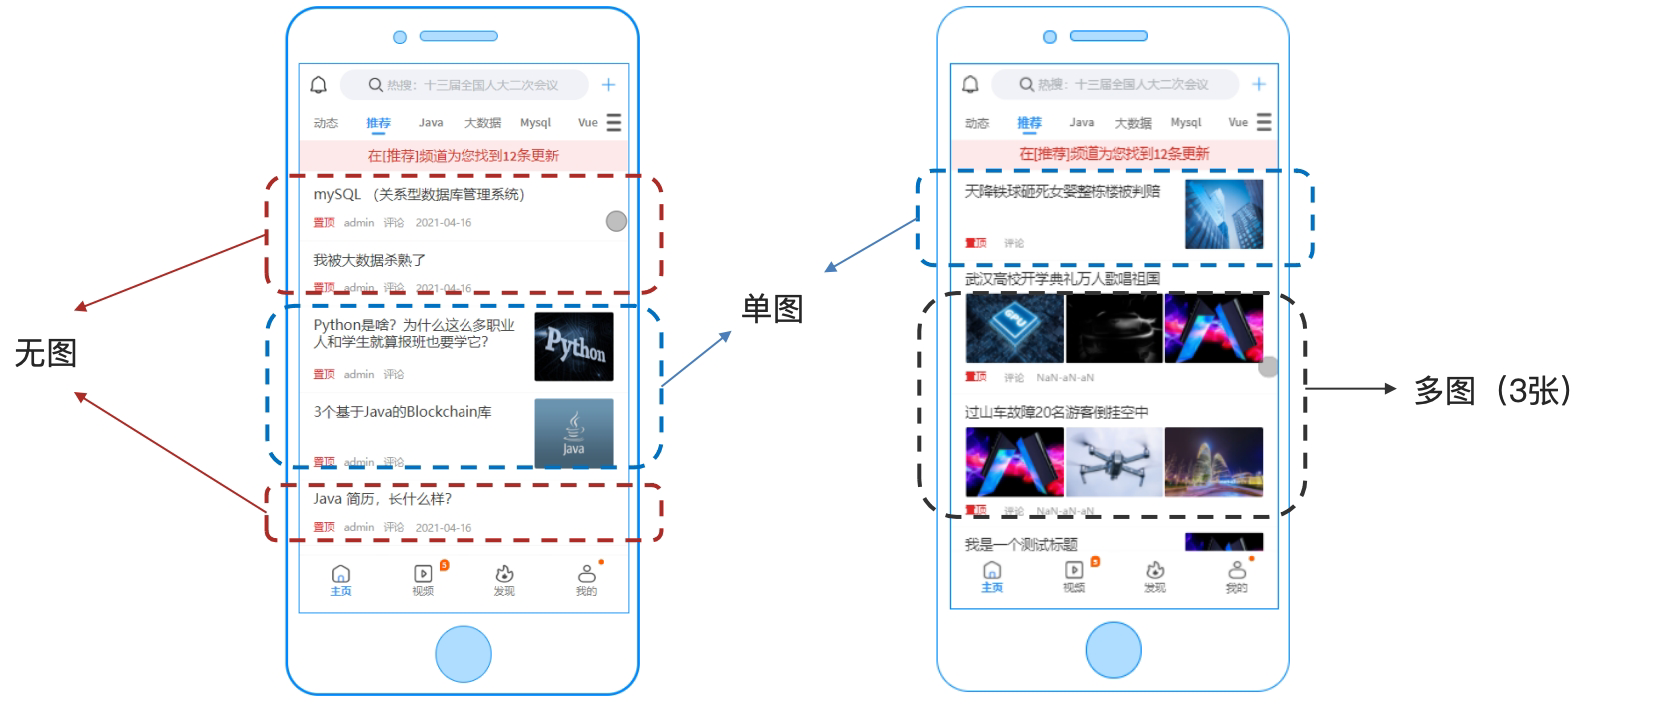 热搜：十三届全国人大二次会议
动态
推荐
Java
大数据
Mysql
Vue
在[推荐]频道为您找到12条更新
mySQL （关系型数据库管理系统）
置顶 admin 评论 2021-04-16
我被大数据杀熟了
置顶 admin 评论 2021-04-16
Python是啥？为什么这么多职业
人和学生就算报班也要学它？
Python
置顶 admin 评论
3个基于Java的Blockchain库
Java
置顶 admin 评论
Java 简历，长什么样？
置顶 admin 评论 2021-04-16
主页
5
视频
发现
我的
无图
单图
热搜：十三届全国人大二次会议
动态
推荐
Java
大数据
Mysql
Vue
在[推荐]频道为您找到12条更新
天降铁球砸死女婴整栋楼被判赔
置顶 评论
武汉高校开学典礼万人歌唱祖国
GPU
置顶 评论 NaN-aN-aN
过山车故障20名游客倒挂空中
置顶 评论 NaN-aN-aN
我是一个测试标题
主页
5
视频
发现
我的
多图（3张）